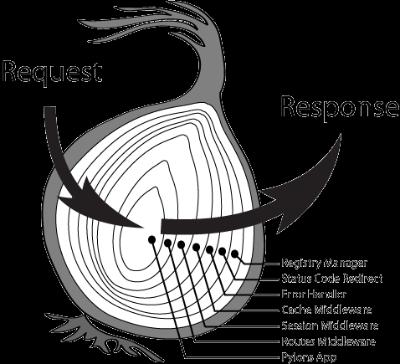 Request
Response
Registry Manager
Status Code Redirect
Error Handler
Cache Middleware
Session Middleware
Routes Middleware
Pylons App